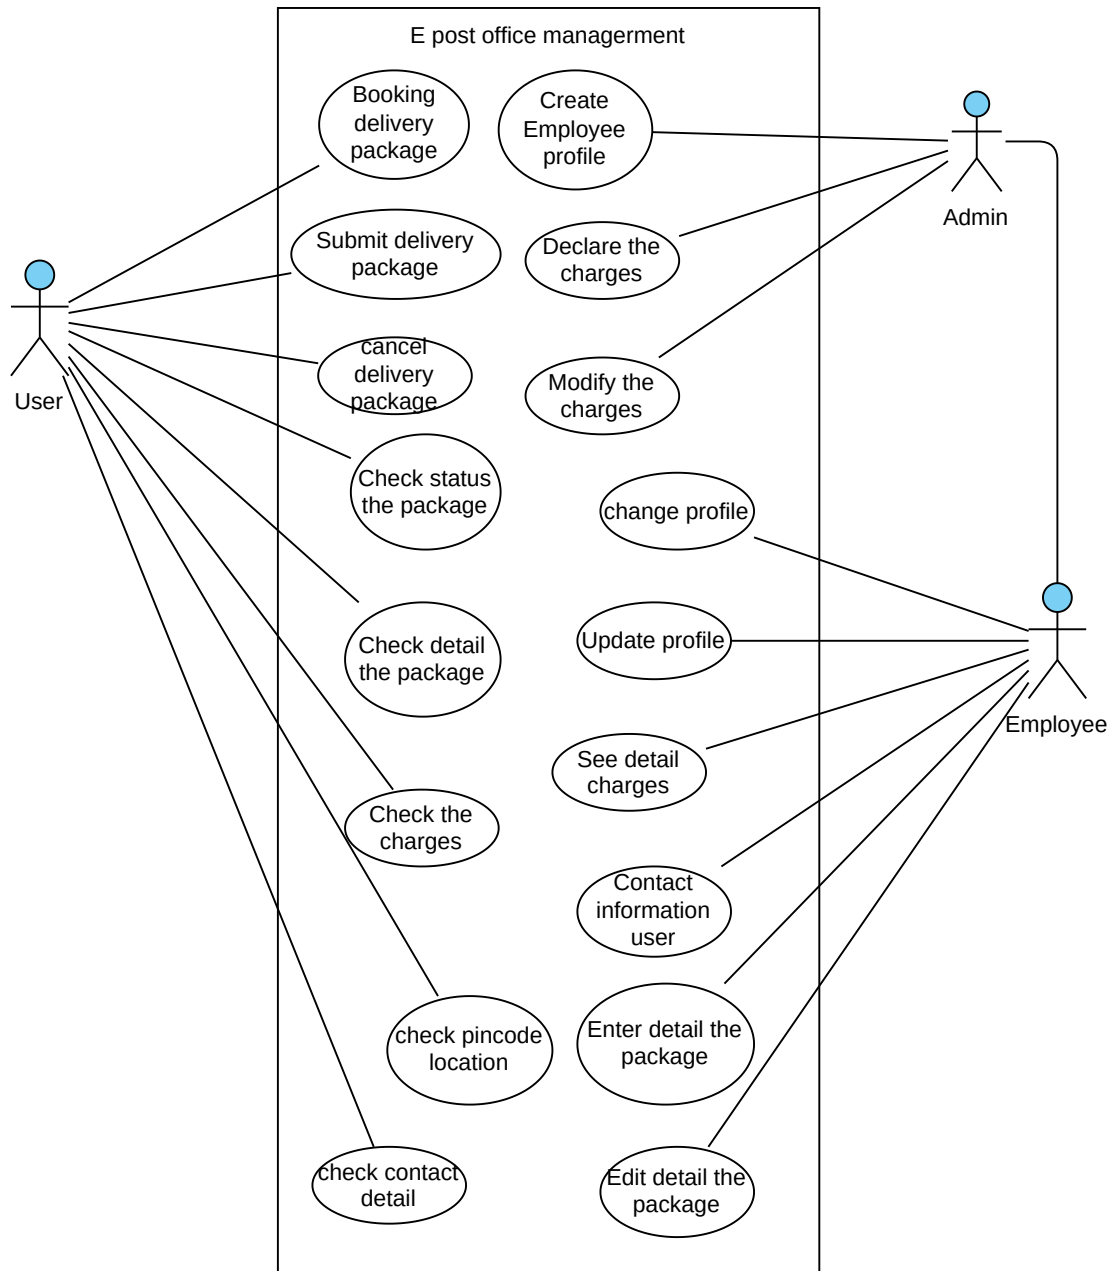 E post office managerment
Booking
delivery
package
Create
Employee
profile
Admin
Submit delivery
package
Declare the
charges
User
cancel
delivery
package
Modify the
charges
Check status
the package
change profile
Check detail
the package
Update profile
Employee
See detail
charges
Check the
charges
Contact
information
user
check pincode
location
Enter detail the
package
check contact
detail
Edit detail the
package